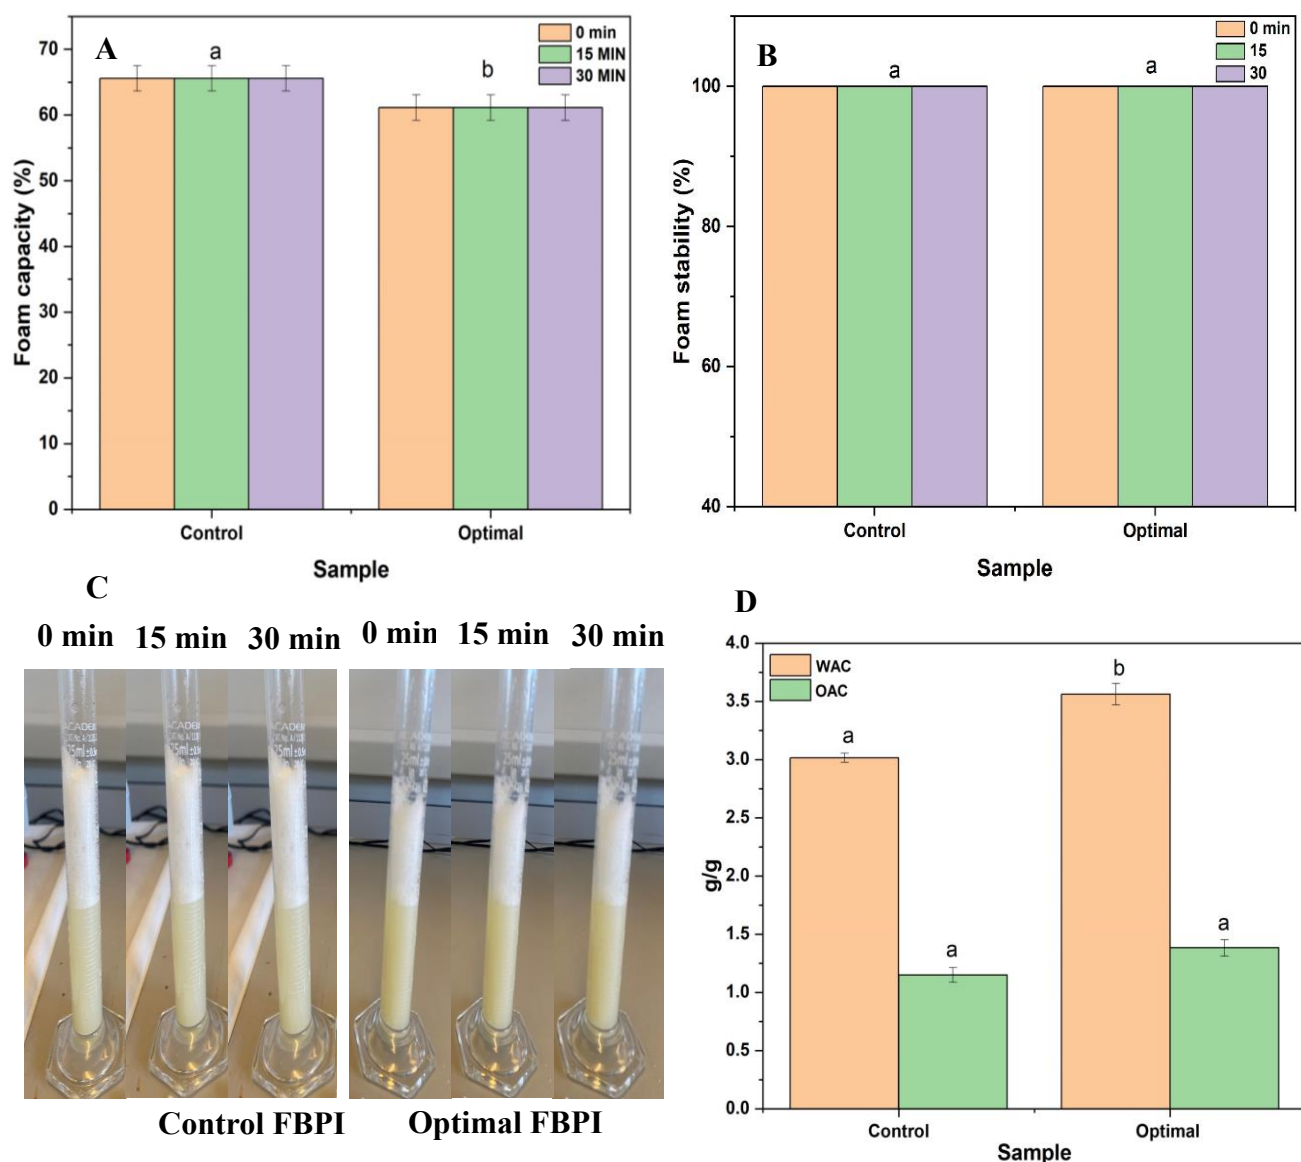 A
0 min
15 MIN
30 MIN
a
b
70
60
50
40
30
20
10
0
Foam capacity (%)
Control
Optimal
Sample
B
0 min
15
30
a
a
100
80
60
40
Foam stability (%)
Control
Optimal
Sample
C
0 min 15 min 30 min 0 min 15 min 30 min
25ml
25ml
Control FBPI Optimal FBPI
D
WAC
OAC
a
a
b
a
4.0
3.5
3.0
2.5
2.0
1.5
1.0
0.5
0.0
g/g
Control
Optimal
Sample